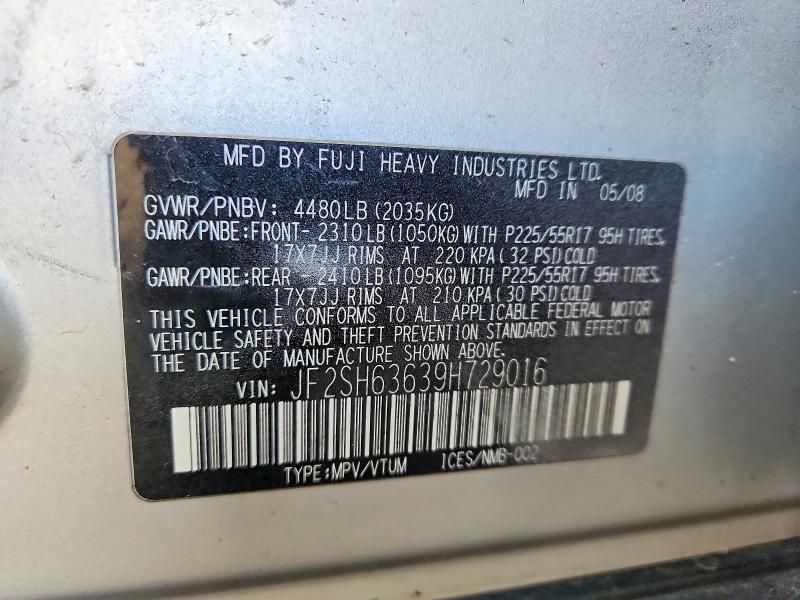 MFD BY FUJI HEAVY INDUSTRIES LTD.
MFD IN 05/08
GVWR/PNBV: 4480LB (2035KG)
GAWR/PNBE:FRONT- 2310 LB (1050KG) WITH P225/55R17 95H TIRES,
17X7JJ RIMS AT 220 KPA (32 PSI) COLD
GAWR/PNBE:REAR -2410 LB (1095KG) WITH P225/55R17 95H TIRES,
17X7JJ RIMS AT 210 KPA (30 PSI) COLD
THIS VEHICLE CONFORMS TO ALL APPLICABLE FEDERAL MOTOR
VEHICLE SAFETY AND THEFT PREVENTION STANDARDS IN EFFECT ON
THE DATE OF MANUFACTURE SHOWN ABOVE.
VIN: JF2SH63639H729016
TYPE:MPV/VTUM ICES/NMB-002